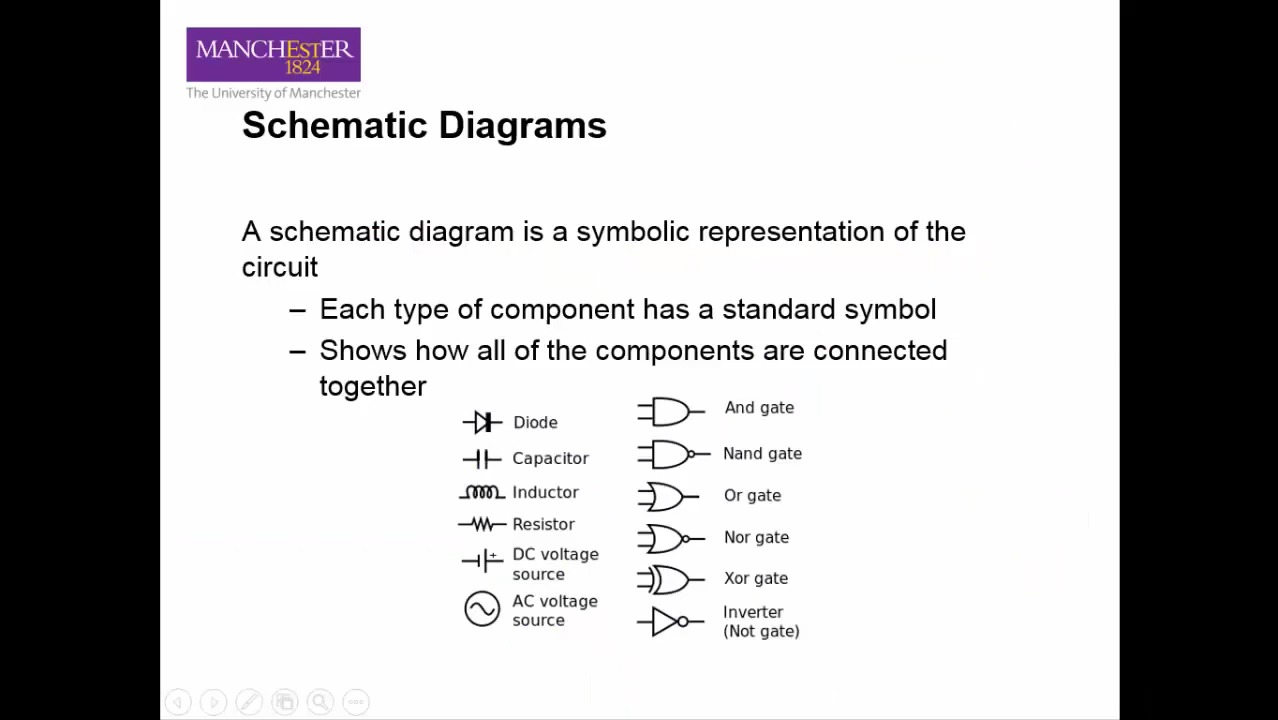 MANCHESTER
1824
The University of Manchester
Schematic Diagrams
A schematic diagram is a symbolic representation of the
circuit
– Each type of component has a standard symbol
– Shows how all of the components are connected
together
Diode
Capacitor
Inductor
Resistor
+
DC voltage
source
AC voltage
source
And gate
Nand gate
Or gate
Nor gate
Xor gate
Inverter
(Not gate)